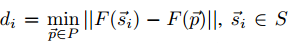 $d_i = \min_{\vec{p} \in P} ||F(\vec{s}_i) - F(\vec{p})||, \ \vec{s}_i \in S$